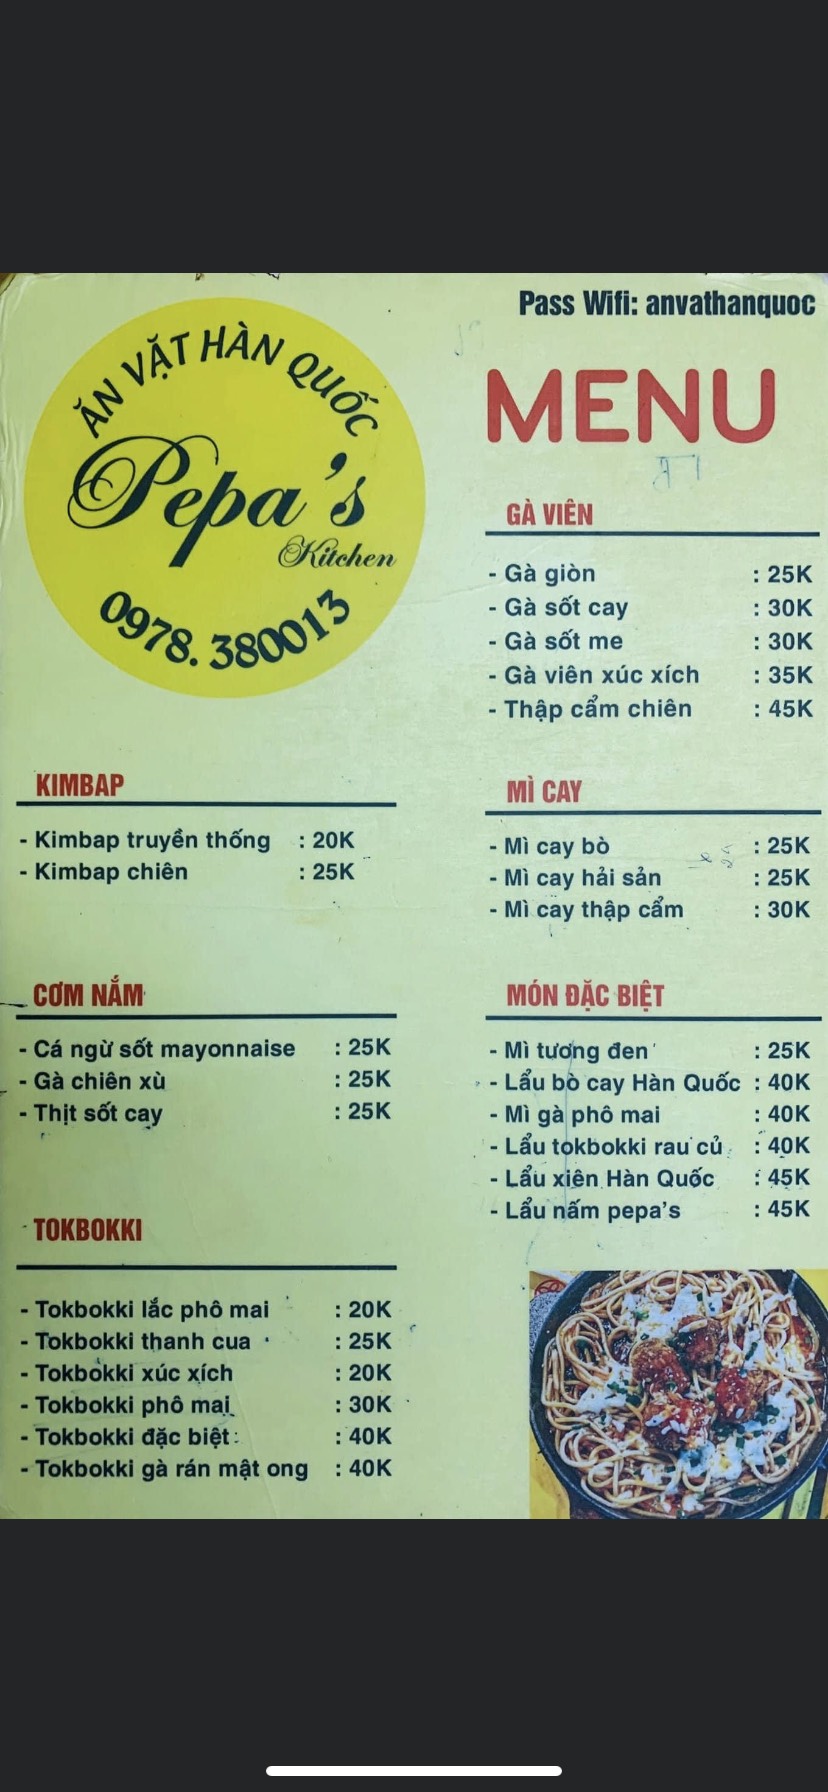 Pass Wifi: anvathanquoc
ĂN VẶT HÀN QUỐC
Pepa's
Kitchen
0978. 380013
MENU
GÀ VIÊN
- Gà giòn : 25K
- Gà sốt cay : 30K
- Gà sốt me : 30K
- Gà viên xúc xích : 35K
- Thập cẩm chiên : 45K
KIMBAP
- Kimbap truyền thống : 20K
- Kimbap chiên : 25K
MÌ CAY
- Mì cay bò : 25K
- Mì cay hải sản : 25K
- Mì cay thập cẩm : 30K
CƠM NẮM
- Cá ngừ sốt mayonnaise : 25K
- Gà chiên xù : 25K
- Thịt sốt cay : 25K
MÓN ĐẶC BIỆT
- Mì tương đen : 25K
- Lẩu bò cay Hàn Quốc : 40K
- Mì gà phô mai : 40K
- Lẩu tokbokki rau củ : 40K
- Lẩu xiên Hàn Quốc : 45K
- Lẩu nấm pepa's : 45K
TOKBOKKI
- Tokbokki lắc phô mai : 20K
- Tokbokki thanh cua : 25K
- Tokbokki xúc xích : 20K
- Tokbokki phô mai : 30K
- Tokbokki đặc biệt : 40K
- Tokbokki gà rán mật ong : 40K